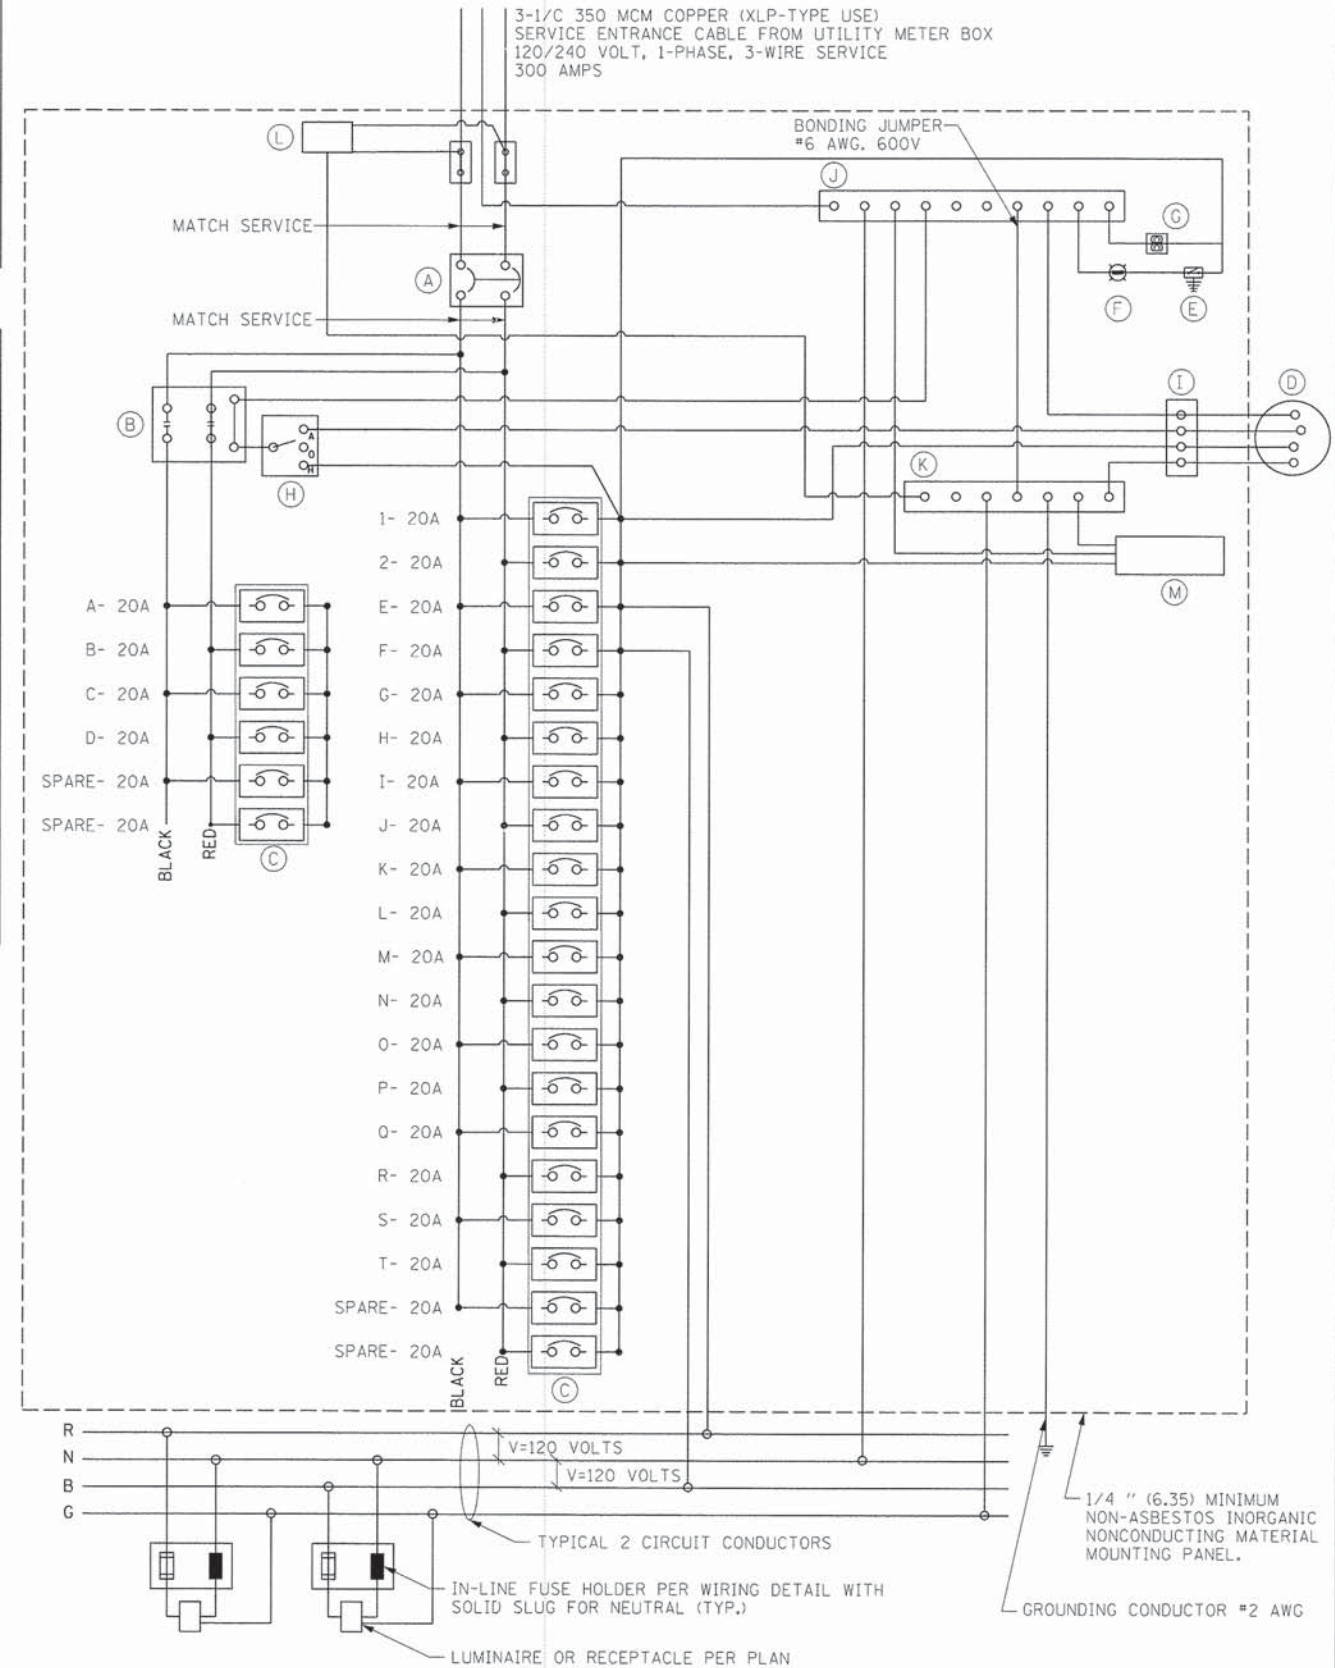 3-1/C 350 MCM COPPER (XLP-TYPE USE)
SERVICE ENTRANCE CABLE FROM UTILITY METER BOX
120/240 VOLT, 1-PHASE, 3-WIRE SERVICE
300 AMPS
BONDING JUMPER
#6 AWG. 600V
L
J
MATCH SERVICE
G
A
MATCH SERVICE
F
E
I
D
B
A
O
H
H
K
M
1- 20A
2- 20A
E- 20A
F- 20A
G- 20A
H- 20A
I- 20A
J- 20A
K- 20A
L- 20A
M- 20A
N- 20A
O- 20A
P- 20A
Q- 20A
R- 20A
S- 20A
T- 20A
SPARE- 20A
SPARE- 20A
A- 20A
B- 20A
C- 20A
D- 20A
SPARE- 20A
SPARE- 20A
BLACK
RED
C
BLACK
RED
C
R
N
B
G
V=120 VOLTS
V=120 VOLTS
TYPICAL 2 CIRCUIT CONDUCTORS
IN-LINE FUSE HOLDER PER WIRING DETAIL WITH
SOLID SLUG FOR NEUTRAL (TYP.)
LUMINAIRE OR RECEPTACLE PER PLAN
1/4 " (6.35) MINIMUM
NON-ASBESTOS INORGANIC
NONCONDUCTING MATERIAL
MOUNTING PANEL.
GROUNDING CONDUCTOR #2 AWG